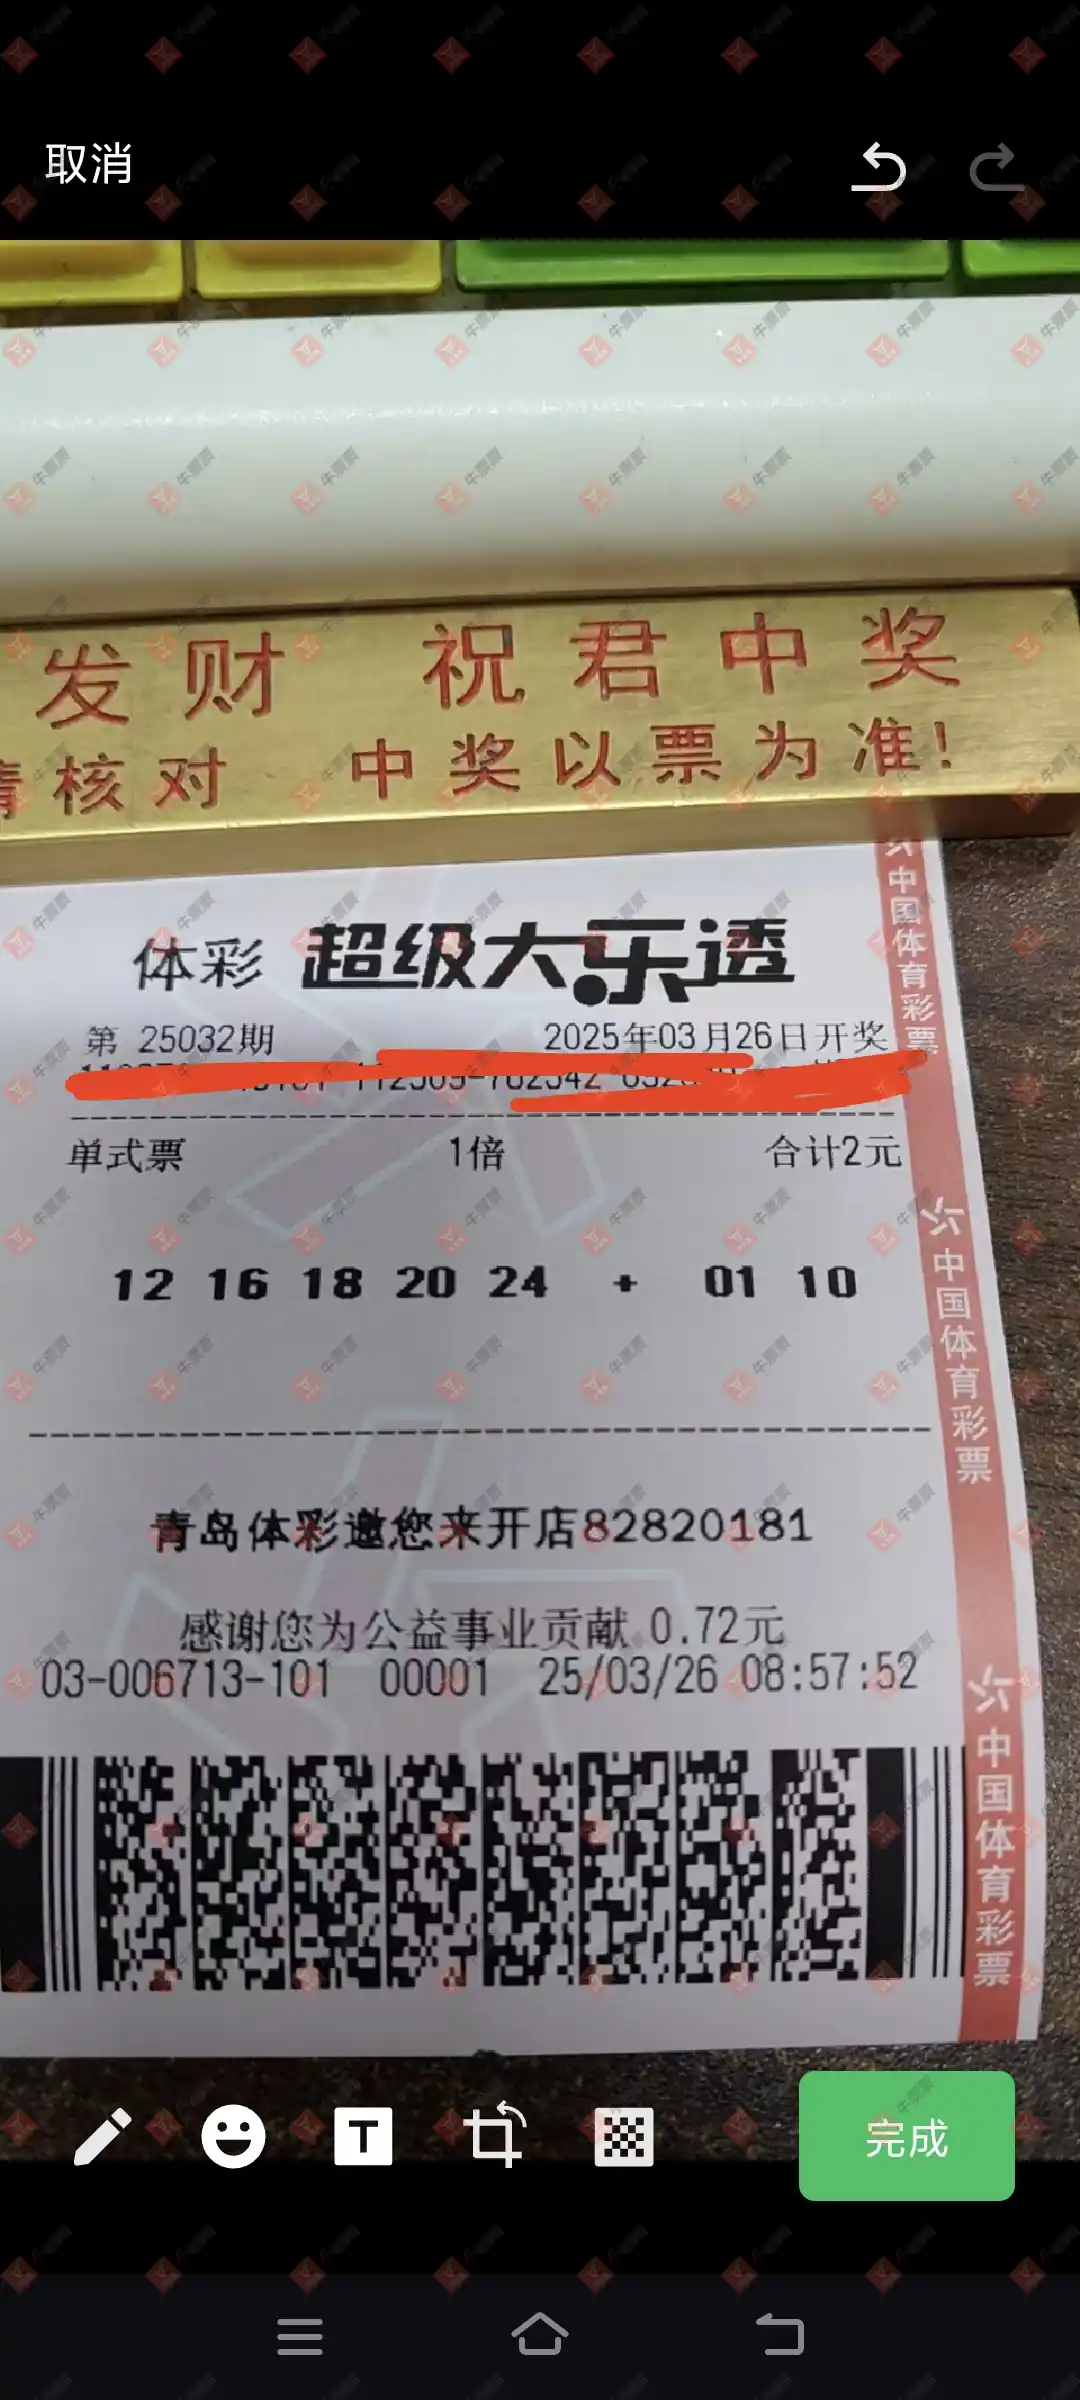 取消
发财 祝君中奖
请核对 中奖以票为准!
体彩 超级大乐透
第 25032期 2025年03月26日开奖
单式票 1倍 合计2元
12 16 18 20 24 + 01 10
青岛体彩邀您来开店82820181
感谢您为公益事业贡献 0.72元
03-006713-101 00001 25/03/26 08:57:52
中国体育彩票
中国体育彩票
中国体育彩票
T
完成
牛票票